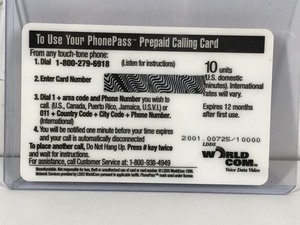 To Use Your PhonePass™ Prepaid Calling Card
From any touch-tone phone:
1. Dial 1-800-279-6918 (Listen for instructions)
2. Enter Card Number
10 units
(U.S. domestic
minutes). International
rates will vary.
3. Dial 1 + area code and Phone Number you wish to
call. (U.S., Canada, Puerto Rico, Jamaica, U.S.V.I.) OR
011 + Country Code + City Code + Phone Number.
(International)
Expires 12 months
after first use.
4. You will be notified one minute before your time expires
and your call is automatically disconnected
To place another call, Do Not Hang Up. Press # key twice
and wait for instructions.
For assistance, call Customer Service at: 1-800-938-4949
2001 00725/10000
LDDS
WORLDCOM
Voice Data Video